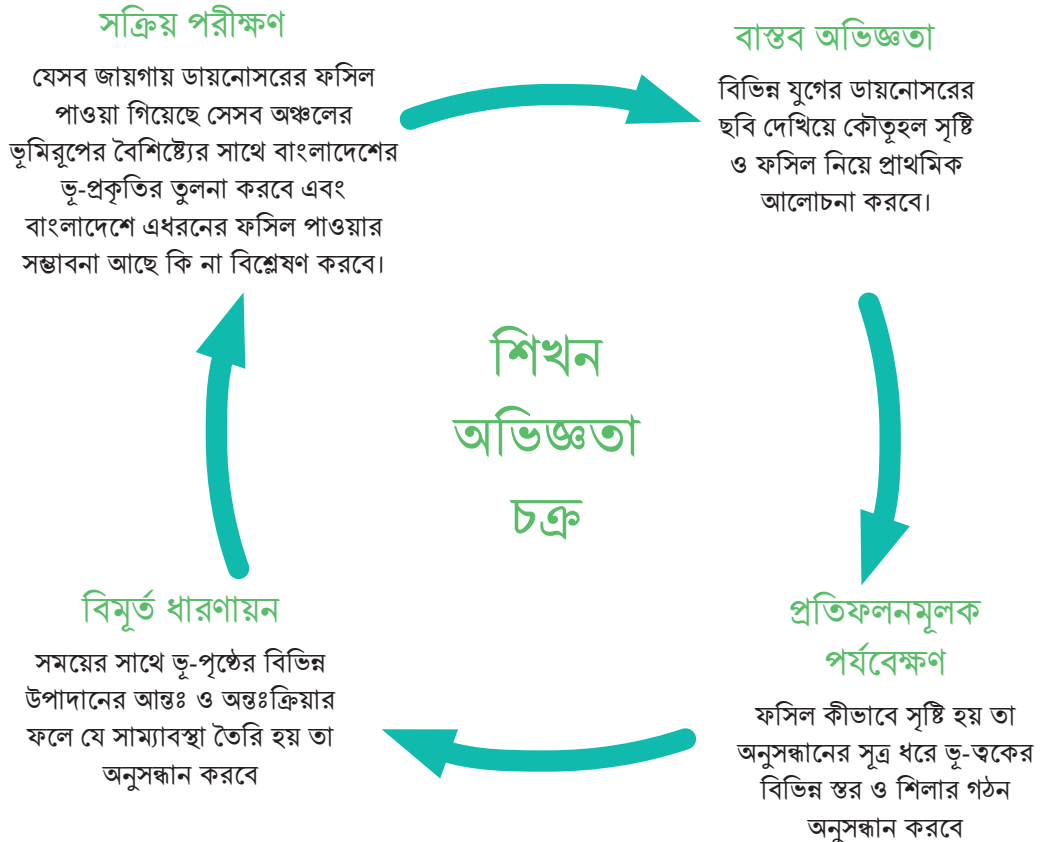 সক্রিয় পরীক্ষণ
যেসব জায়গায় ডায়নোসরের ফসিল
পাওয়া গিয়েছে সেসব অঞ্চলের
ভূমিরূপের বৈশিষ্ট্যের সাথে বাংলাদেশের
ভূ-প্রকৃতির তুলনা করবে এবং
বাংলাদেশে এধরনের ফসিল পাওয়ার
সম্ভাবনা আছে কি না বিশ্লেষণ করবে।
বাস্তব অভিজ্ঞতা
বিভিন্ন যুগের ডায়নোসরের
ছবি দেখিয়ে কৌতূহল সৃষ্টি
ও ফসিল নিয়ে প্রাথমিক
আলোচনা করবে।
শিখন
অভিজ্ঞতা
চক্র
বিমূর্ত ধারণায়ন
সময়ের সাথে ভূ-পৃষ্ঠের বিভিন্ন
উপাদানের আন্তঃ ও অন্তঃক্রিয়ার
ফলে যে সাম্যাবস্থা তৈরি হয় তা
অনুসন্ধান করবে
প্রতিফলনমূলক
পর্যবেক্ষণ
ফসিল কীভাবে সৃষ্টি হয় তা
অনুসন্ধানের সূত্র ধরে ভূ-ত্বকের
বিভিন্ন স্তর ও শিলার গঠন
অনুসন্ধান করবে